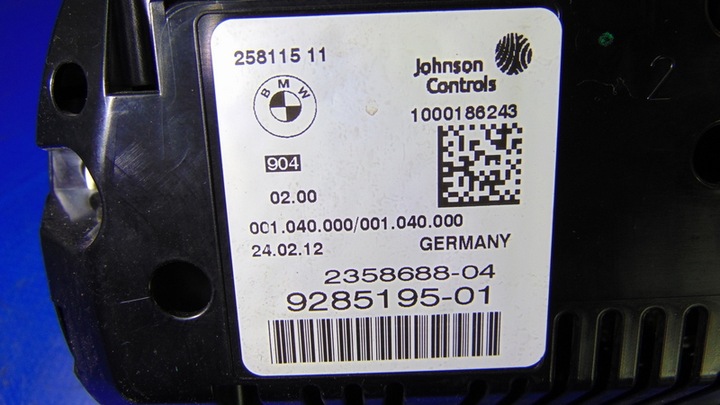 258115 11
Johnson
Controls
BMW
1000186243
904
02.00
001.040.000/001.040.000
24.02.12
GERMANY
2358688-04
9285195-01
2